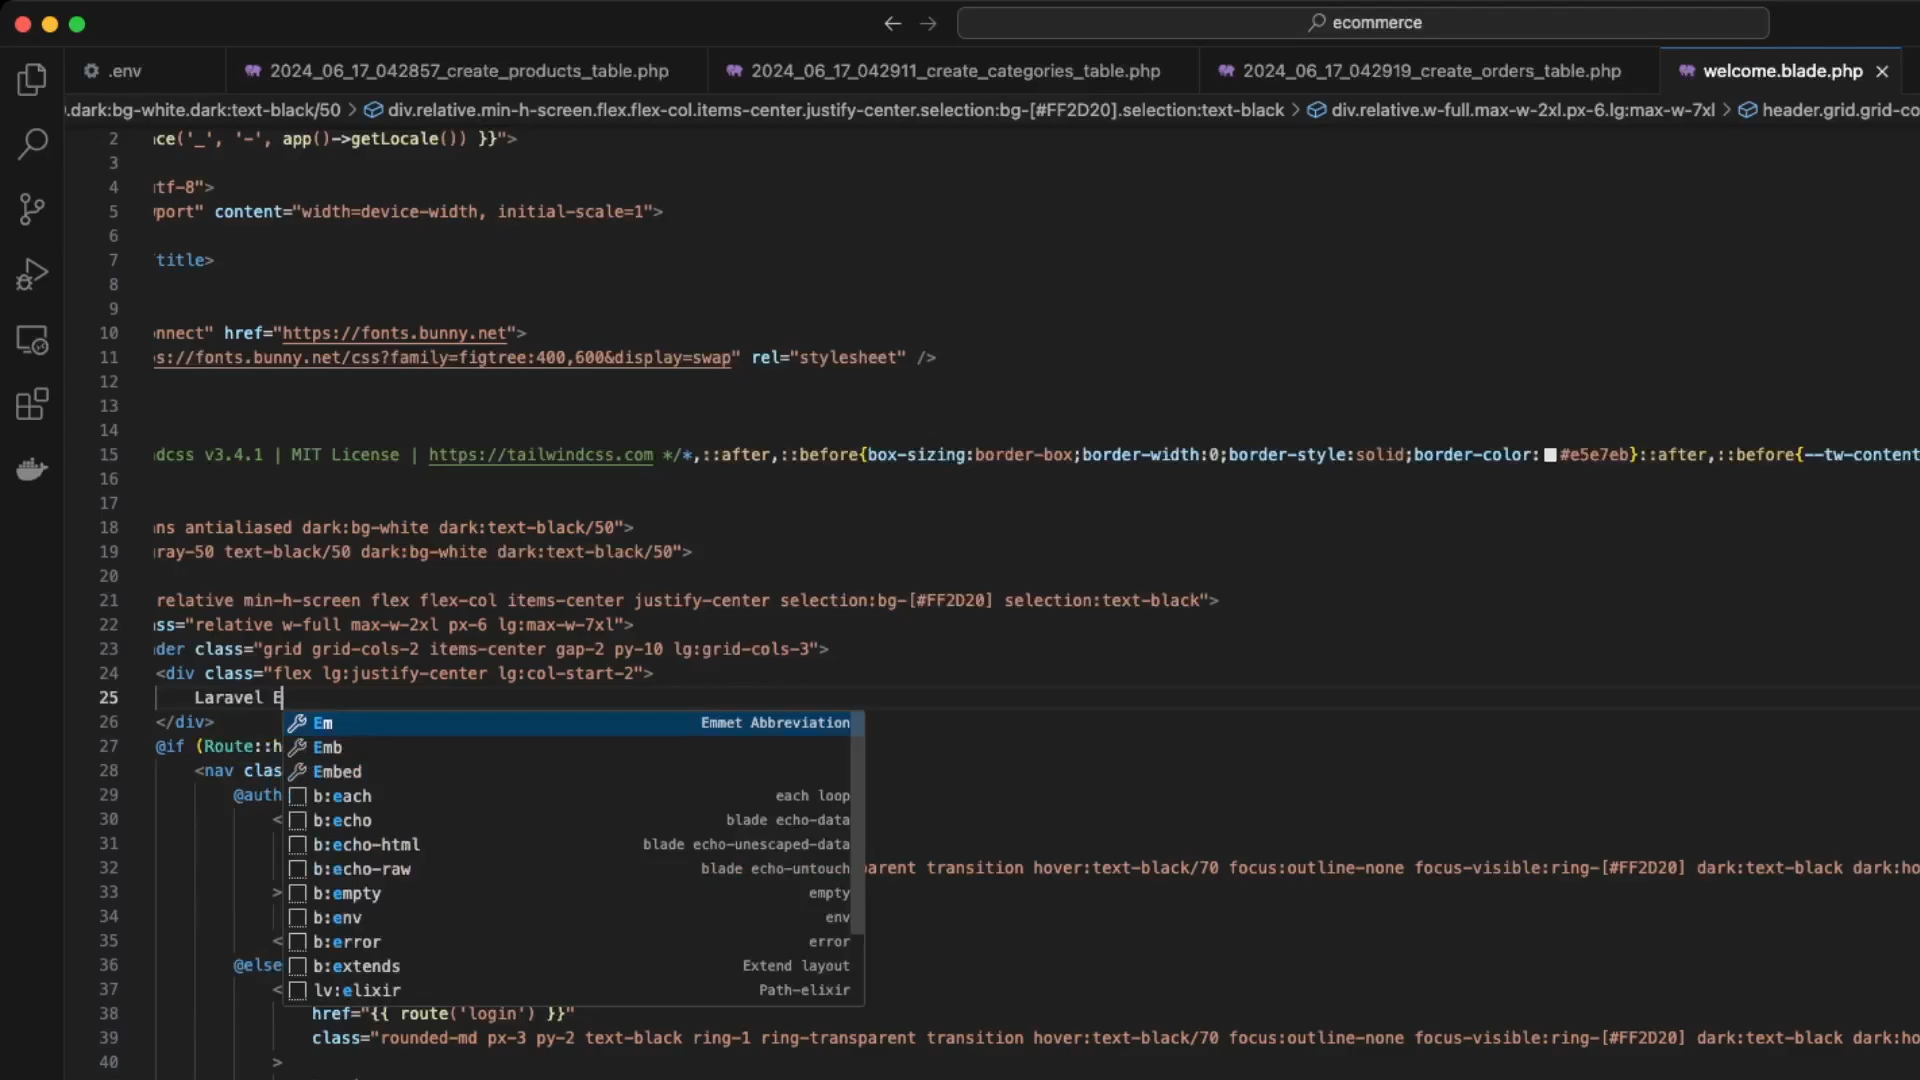 ecommerce
.env
2024_06_17_042857_create_products_table.php
2024_06_17_042911_create_categories_table.php
2024_06_17_042919_create_orders_table.php
welcome.blade.php
.dark:bg-white.dark:text-black/50 > div.relative.min-h-screen.flex.flex-col.items-center.justify-center.selection:bg-[#FF2D20].selection:text-black > div.relative.w-full.max-w-2xl.px-6.lg:max-w-7xl > header.grid.grid-co
2 ace('_', '-', app()->getLocale()) }}">
3
4 utf-8">
5 wport" content="width=device-width, initial-scale=1">
6
7 title>
8
9
10 onnect" href="https://fonts.bunny.net">
11 s://fonts.bunny.net/css?family=figtree:400,600&display=swap" rel="stylesheet" />
12
13
14
15 dcss v3.4.1 | MIT License | https://tailwindcss.com */*,::after,::before{box-sizing:border-box;border-width:0;border-style:solid;border-color:#e5e7eb}::after,::before{--tw-content
16
17
18 ns antialiased dark:bg-white dark:text-black/50">
19 ray-50 text-black/50 dark:bg-white dark:text-black/50">
20
21 relative min-h-screen flex flex-col items-center justify-center selection:bg-[#FF2D20] selection:text-black">
22 ass="relative w-full max-w-2xl px-6 lg:max-w-7xl">
23 der class="grid grid-cols-2 items-center gap-2 py-10 lg:grid-cols-3">
24 <div class="flex lg:justify-center lg:col-start-2">
25 Laravel E
26 </div>
Em Emmet Abbreviation
27 @if (Route::h
Emb
28 <nav clas
Embed
29 @auth
b:each each loop
30 <
b:echo blade echo-data
31
b:echo-html blade echo-unescaped-data
32
b:echo-raw blade echo-untouch
parent transition hover:text-black/70 focus:outline-none focus-visible:ring-[#FF2D20] dark:text-black dark:ho
33 >
b:empty empty
34
b:env env
35 <
b:error error
36 @else
b:extends Extend layout
37 <
lv:elixir Path-elixir
38 href="{{ route('login') }}"
39 class="rounded-md px-3 py-2 text-black ring-1 ring-transparent transition hover:text-black/70 focus:outline-none focus-visible:ring-[#FF2D20] dark:text-black dark:ho
40 >